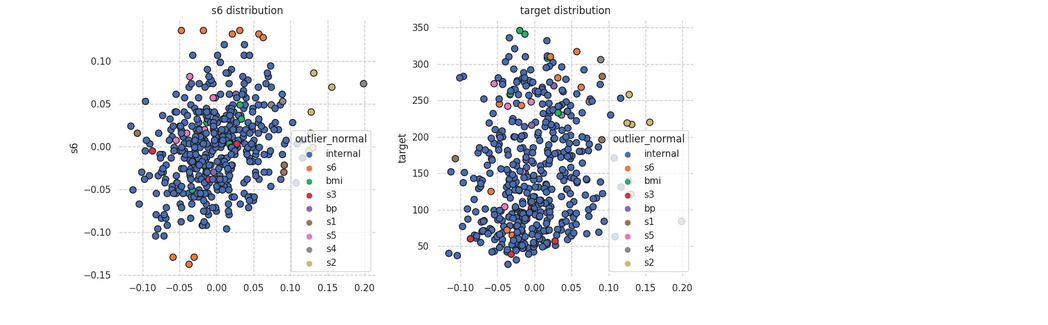 s6 distribution
s6
0.10
0.05
0.00
−0.05
−0.10
−0.15
−0.10
−0.05
0.00
0.05
0.10
0.15
0.20
outlier_normal
internal
s6
bmi
s3
bp
s1
s5
s4
s2
target distribution
target
350
300
250
200
150
100
50
−0.10
−0.05
0.00
0.05
0.10
0.15
0.20
outlier_normal
internal
s6
bmi
s3
bp
s1
s5
s4
s2